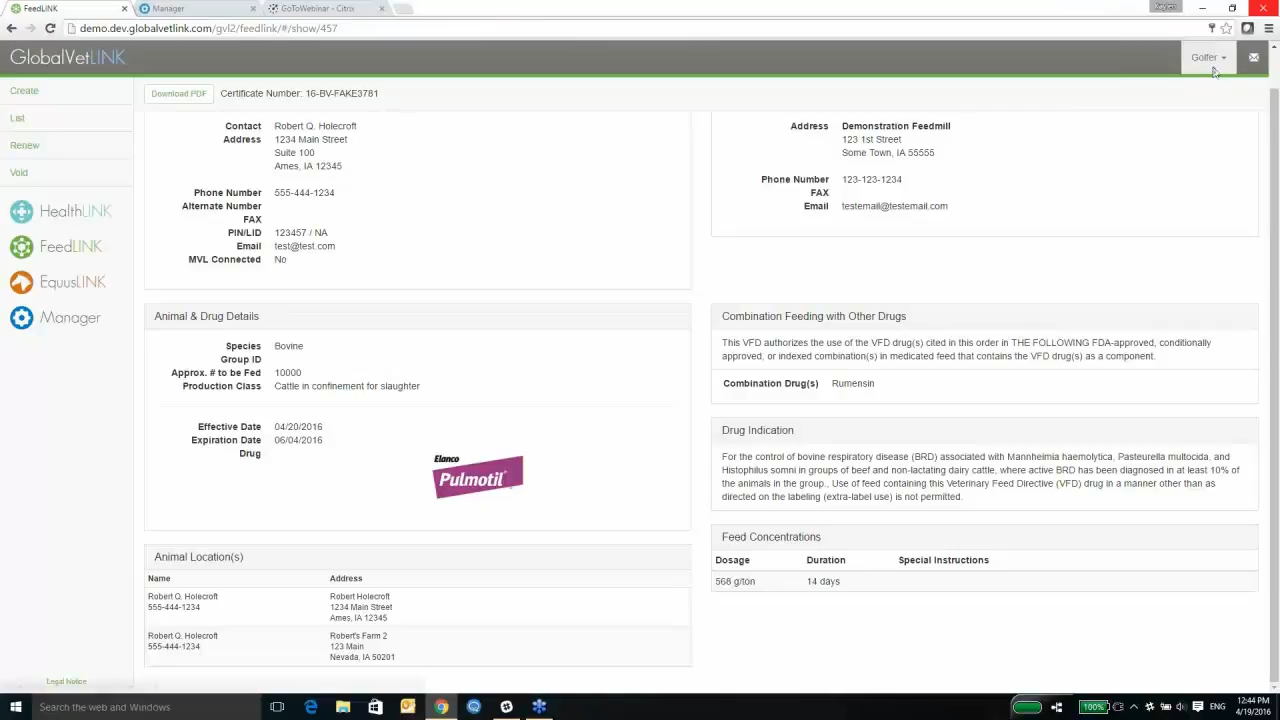 FeedLINK
Manager
GoToWebinar - Citrix
demo.dev.globalvetlink.com/gvl2/feedlink/#/show/457
GlobalVetLINK
Golfer
Create
List
Renew
Void
HealthLINK
FeedLINK
EquusLINK
Manager
Legal Notice
Download PDF
Certificate Number: 16-BV-FAKE3781
Contact Robert Q. Holecroft
Address 1234 Main Street
Suite 100
Ames, IA 12345
Phone Number 555-444-1234
Alternate Number
FAX
PIN/LID 123457 / NA
Email test@test.com
MVL Connected No
Address Demonstration Feedmill
123 1st Street
Some Town, IA 55555
Phone Number 123-123-1234
FAX
Email testemail@testemail.com
Animal & Drug Details
Species Bovine
Group ID
Approx. # to be Fed 10000
Production Class Cattle in confinement for slaughter
Effective Date 04/20/2016
Expiration Date 06/04/2016
Drug
Elanco
Pulmotil
Combination Feeding with Other Drugs
This VFD authorizes the use of the VFD drug(s) cited in this order in THE FOLLOWING FDA-approved, conditionally
approved, or indexed combination(s) in medicated feed that contains the VFD drug(s) as a component.
Combination Drug(s) Rumensin
Drug Indication
For the control of bovine respiratory disease (BRD) associated with Mannheimia haemolytica, Pasteurella multocida, and
Histophilus somni in groups of beef and non-lactating dairy cattle, where active BRD has been diagnosed in at least 10% of
the animals in the group., Use of feed containing this Veterinary Feed Directive (VFD) drug in a manner other than as
directed on the labeling (extra-label use) is not permitted.
Feed Concentrations
Dosage Duration Special Instructions
568 g/ton 14 days
Animal Location(s)
Name Address
Robert Q. Holecroft Robert Holecroft
555-444-1234 1234 Main Street
Ames, IA 12345
Robert Q. Holecroft Robert's Farm 2
555-444-1234 123 Main
Nevada, IA 50201
Search the web and Windows
100%
ENG
12:44 PM
4/19/2016